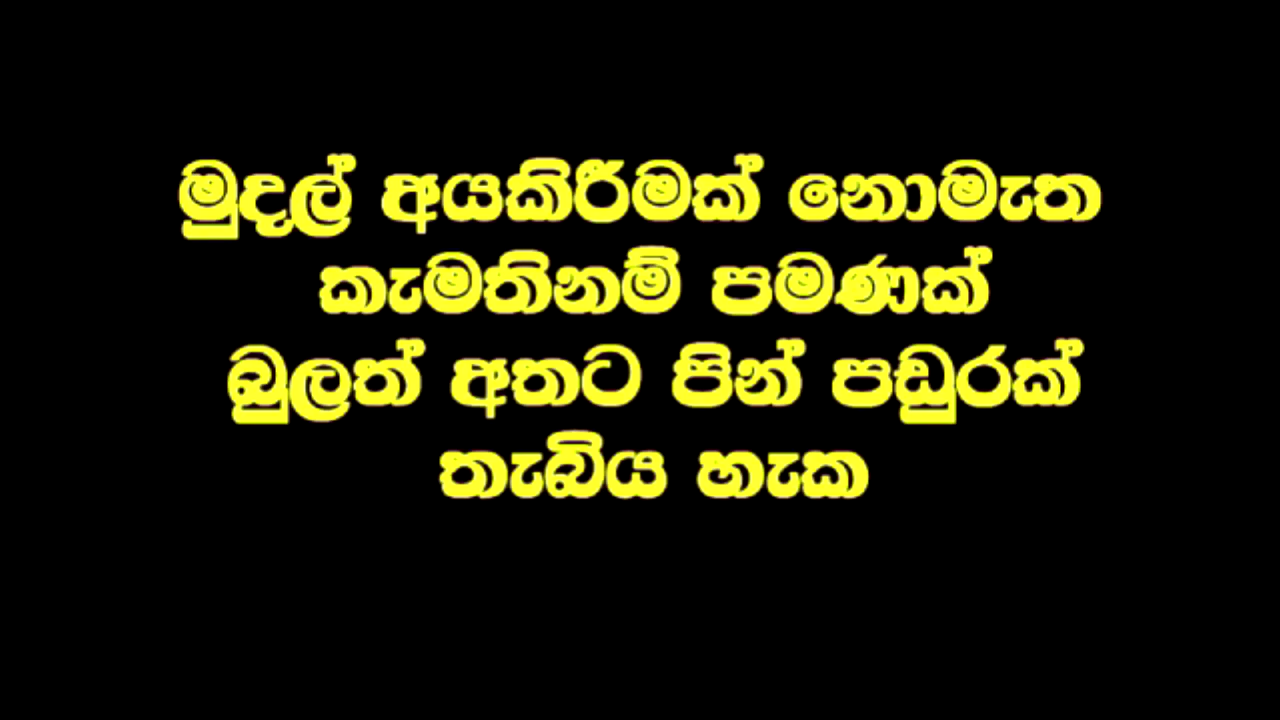 මුදල් අයකිරීමක් නොමැත
කැමතිනම් පමණක්
බුලත් අතට පින් පඩුරක්
තැබිය හැක